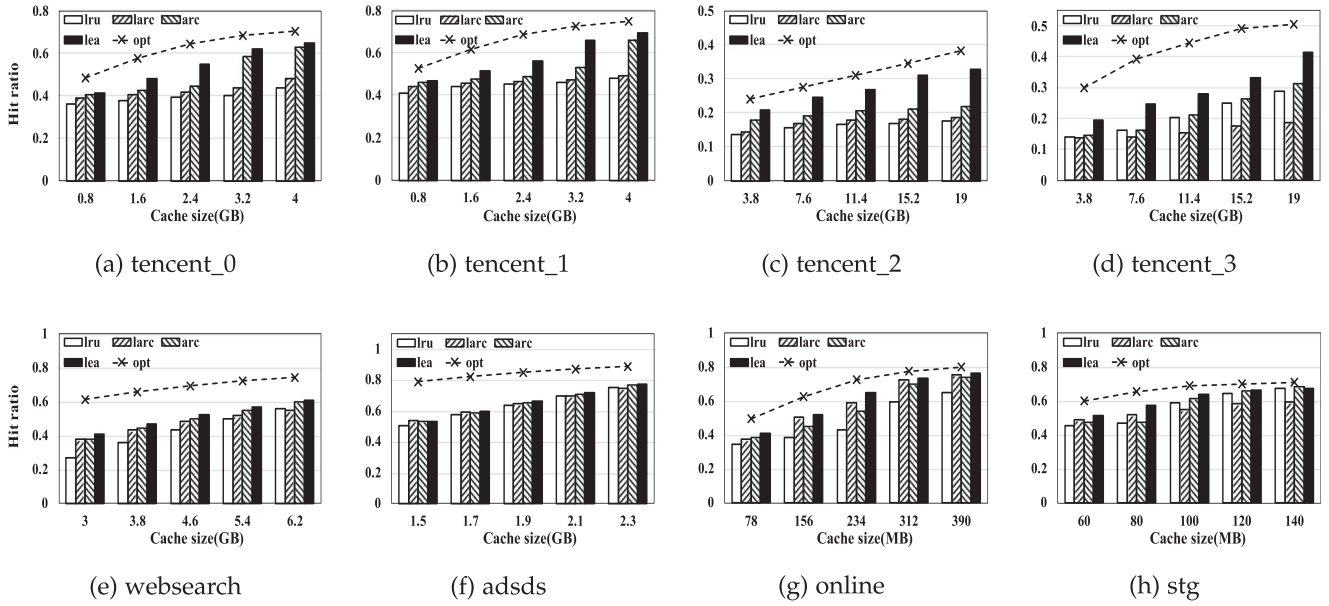 lru larc arc
lea opt
0.8
0.6
0.4
0.2
0
Hit ratio
0.8 1.6 2.4 3.2 4
Cache size(GB)
(a) tencent_0
lru larc arc
lea opt
0.8
0.6
0.4
0.2
0
0.8 1.6 2.4 3.2 4
Cache size(GB)
(b) tencent_1
lru larc arc
lea opt
0.5
0.4
0.3
0.2
0.1
0
3.8 7.6 11.4 15.2 19
Cache size(GB)
(c) tencent_2
lru larc arc
lea opt
0.5
0.4
0.3
0.2
0.1
0
3.8 7.6 11.4 15.2 19
Cache size(GB)
(d) tencent_3
lru larc arc
lea opt
1
0.8
0.6
0.4
0.2
0
Hit ratio
3 3.8 4.6 5.4 6.2
Cache size(GB)
(e) websearch
lru larc arc
lea opt
1
0.8
0.6
0.4
0.2
0
1.5 1.7 1.9 2.1 2.3
Cache size(GB)
(f) adsds
lru larc arc
lea opt
1
0.8
0.6
0.4
0.2
0
78 156 234 312 390
Cache size(MB)
(g) online
lru larc arc
lea opt
1
0.8
0.6
0.4
0.2
0
60 80 100 120 140
Cache size(MB)
(h) stg